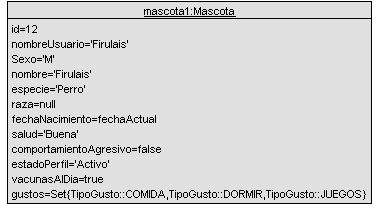 mascota1:Mascota
id=12
nombreUsuario='Firulais'
Sexo='M'
nombre='Firulais'
especie='Perro'
raza=null
fechaNacimiento=fechaActual
salud='Buena'
comportamientoAgresivo=false
estadoPerfil='Activo'
vacunasAlDia=true
gustos=Set{TipoGusto::COMIDA,TipoGusto::DORMIR,TipoGusto::JUEGOS}